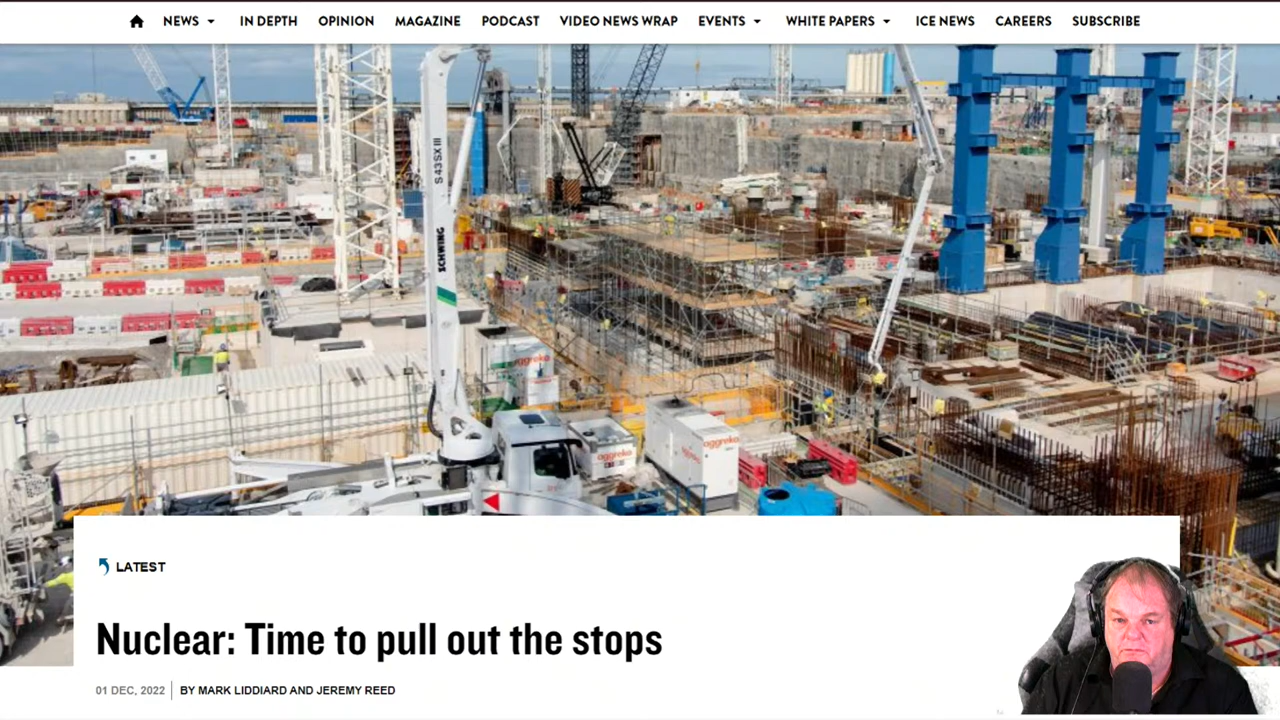 NEWS IN DEPTH OPINION MAGAZINE PODCAST VIDEO NEWS WRAP EVENTS WHITE PAPERS ICE NEWS CAREERS SUBSCRIBE
S 43 SX III
SCHWING
aggreko
aggreko
aggreko
LATEST
Nuclear: Time to pull out the stops
01 DEC, 2022 BY MARK LIDDIARD AND JEREMY REED